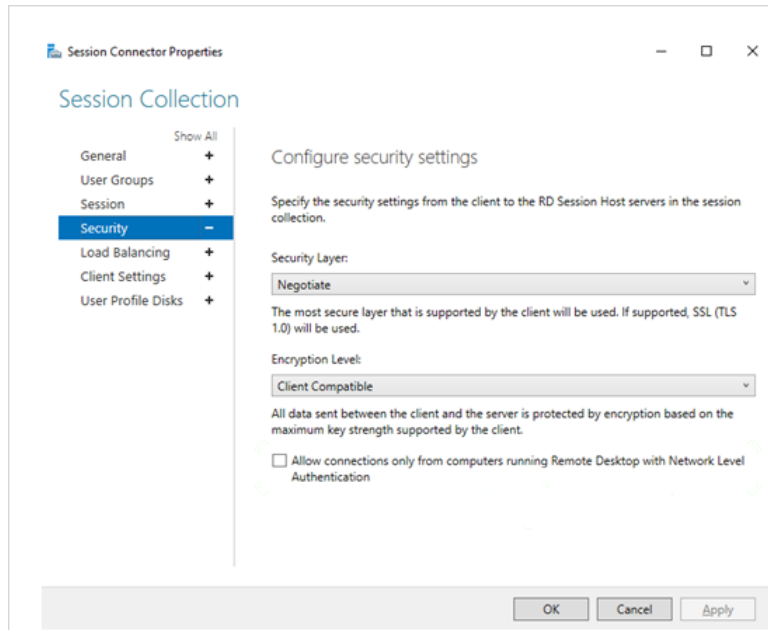 Session Connector Properties
Session Collection
Show All
General +
User Groups +
Session +
Security −
Load Balancing +
Client Settings +
User Profile Disks +
Configure security settings
Specify the security settings from the client to the RD Session Host servers in the session
collection.
Security Layer:
Negotiate
The most secure layer that is supported by the client will be used. If supported, SSL (TLS
1.0) will be used.
Encryption Level:
Client Compatible
All data sent between the client and the server is protected by encryption based on the
maximum key strength supported by the client.
Allow connections only from computers running Remote Desktop with Network Level
Authentication
OK
Cancel
Apply